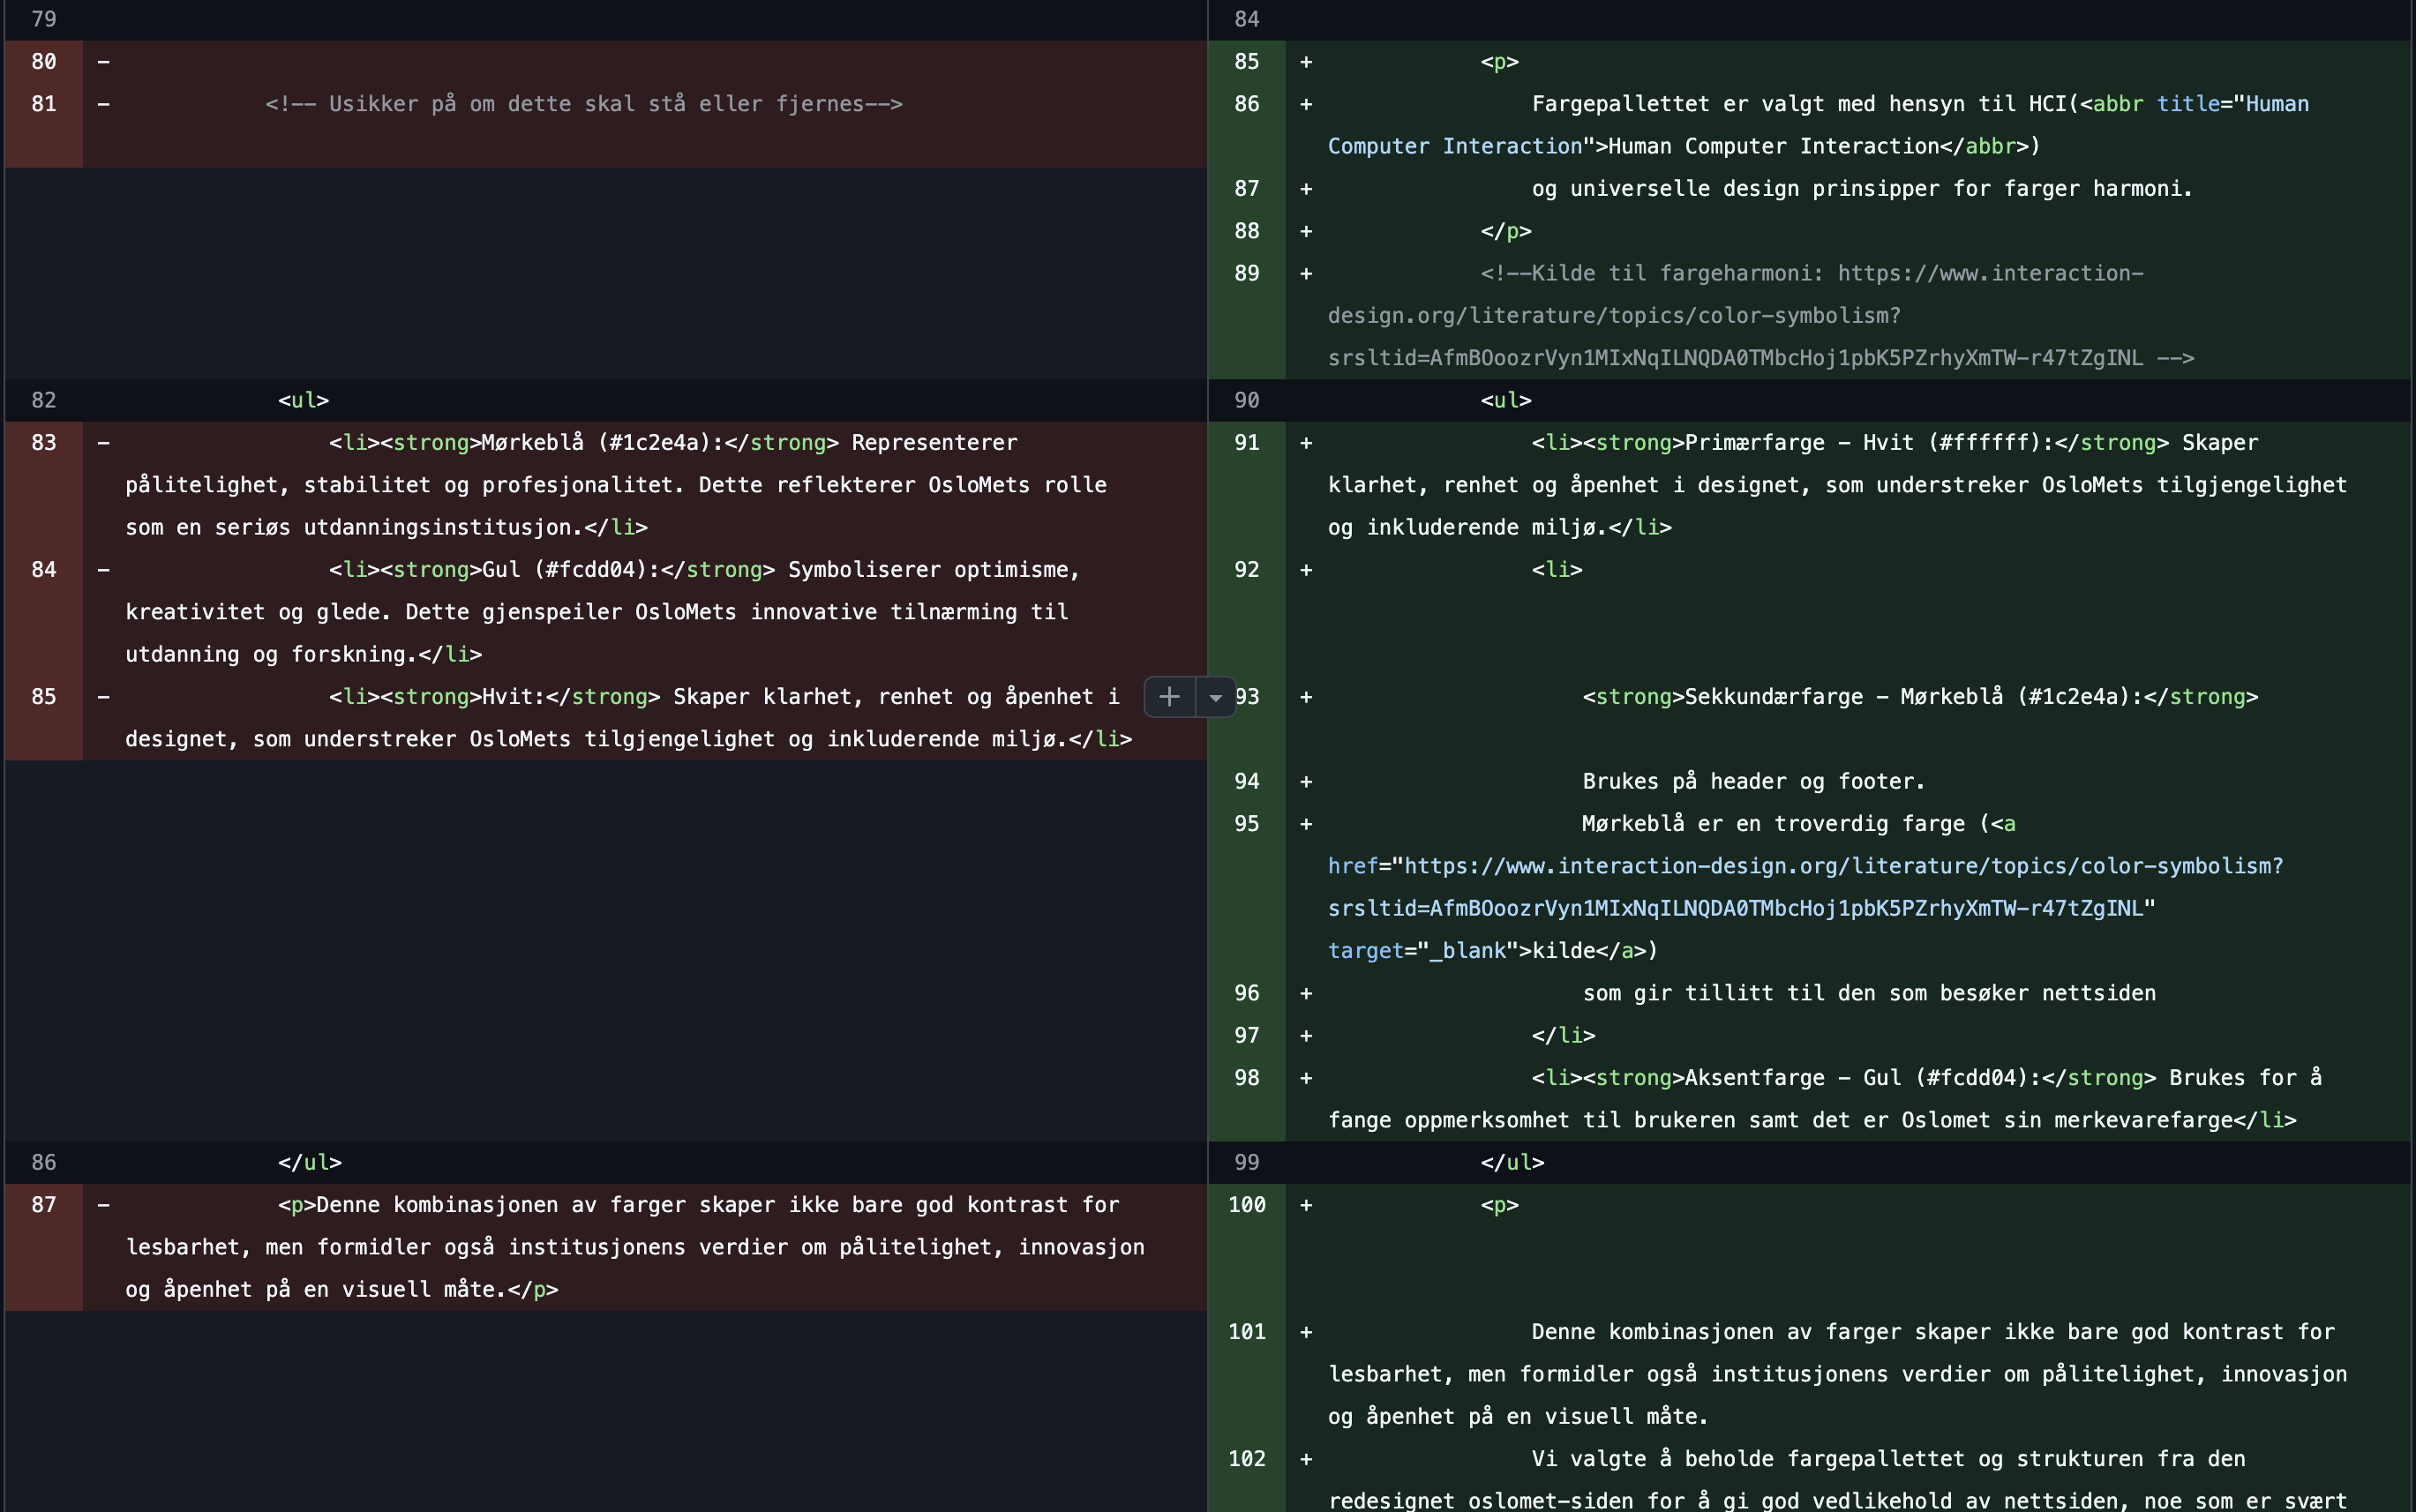 79
80 -
81 - <!-- Usikker på om dette skal stå eller fjernes-->
82 <ul>
83 - <li><strong>Mørkeblå (#1c2e4a):</strong> Representerer
pålitelighet, stabilitet og profesjonalitet. Dette reflekterer OsloMets rolle
som en seriøs utdanningsinstitusjon.</li>
84 - <li><strong>Gul (#fcdd04):</strong> Symboliserer optimisme,
kreativitet og glede. Dette gjenspeiler OsloMets innovative tilnærming til
utdanning og forskning.</li>
85 - <li><strong>Hvit:</strong> Skaper klarhet, renhet og åpenhet i
designet, som understreker OsloMets tilgjengelighet og inkluderende miljø.</li>
86 </ul>
87 - <p>Denne kombinasjonen av farger skaper ikke bare god kontrast for
lesbarhet, men formidler også institusjonens verdier om pålitelighet, innovasjon
og åpenhet på en visuell måte.</p>
84
85 + <p>
86 + Fargepallettet er valgt med hensyn til HCI(<abbr title="Human
Computer Interaction">Human Computer Interaction</abbr>)
87 + og universelle design prinsipper for farger harmoni.
88 + </p>
89 + <!--Kilde til fargeharmoni: https://www.interaction-
design.org/literature/topics/color-symbolism?
srsltid=AfmBOoozrVyn1MIxNqILNQDA0TMbcHoj1pbK5PZrhyXmTW-r47tZgINL -->
90 <ul>
91 + <li><strong>Primærfarge - Hvit (#ffffff):</strong> Skaper
klarhet, renhet og åpenhet i designet, som understreker OsloMets tilgjengelighet
og inkluderende miljø.</li>
92 + <li>
93 + <strong>Sekkundærfarge - Mørkeblå (#1c2e4a):</strong>
94 + Brukes på header og footer.
95 + Mørkeblå er en troverdig farge (<a
href="https://www.interaction-design.org/literature/topics/color-symbolism?
srsltid=AfmBOoozrVyn1MIxNqILNQDA0TMbcHoj1pbK5PZrhyXmTW-r47tZgINL"
target="_blank">kilde</a>)
96 + som gir tillitt til den som besøker nettsiden
97 + </li>
98 + <li><strong>Aksentfarge - Gul (#fcdd04):</strong> Brukes for å
fange oppmerksomhet til brukeren samt det er Oslomet sin merkevarefarge</li>
99 </ul>
100 + <p>
101 + Denne kombinasjonen av farger skaper ikke bare god kontrast for
lesbarhet, men formidler også institusjonens verdier om pålitelighet, innovasjon
og åpenhet på en visuell måte.
102 + Vi valgte å beholde fargepallettet og strukturen fra den
redesignet oslomet-siden for å gi god vedlikehold av nettsiden, noe som er svært